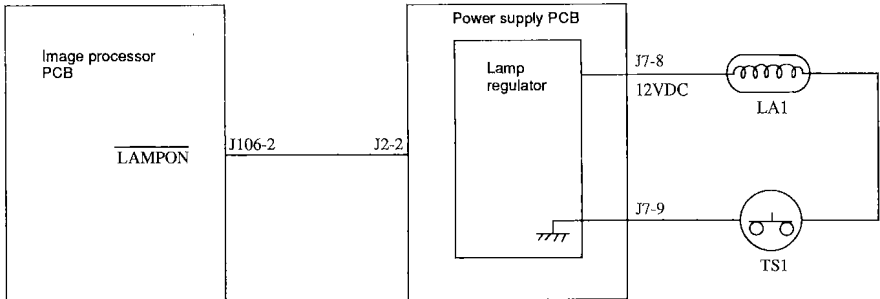 Power supply PCB
Image processor
PCB
Lamp
regulator
J7-8
12VDC
LA1
LAMPON
J106-2
J2-2
J7-9
TS1